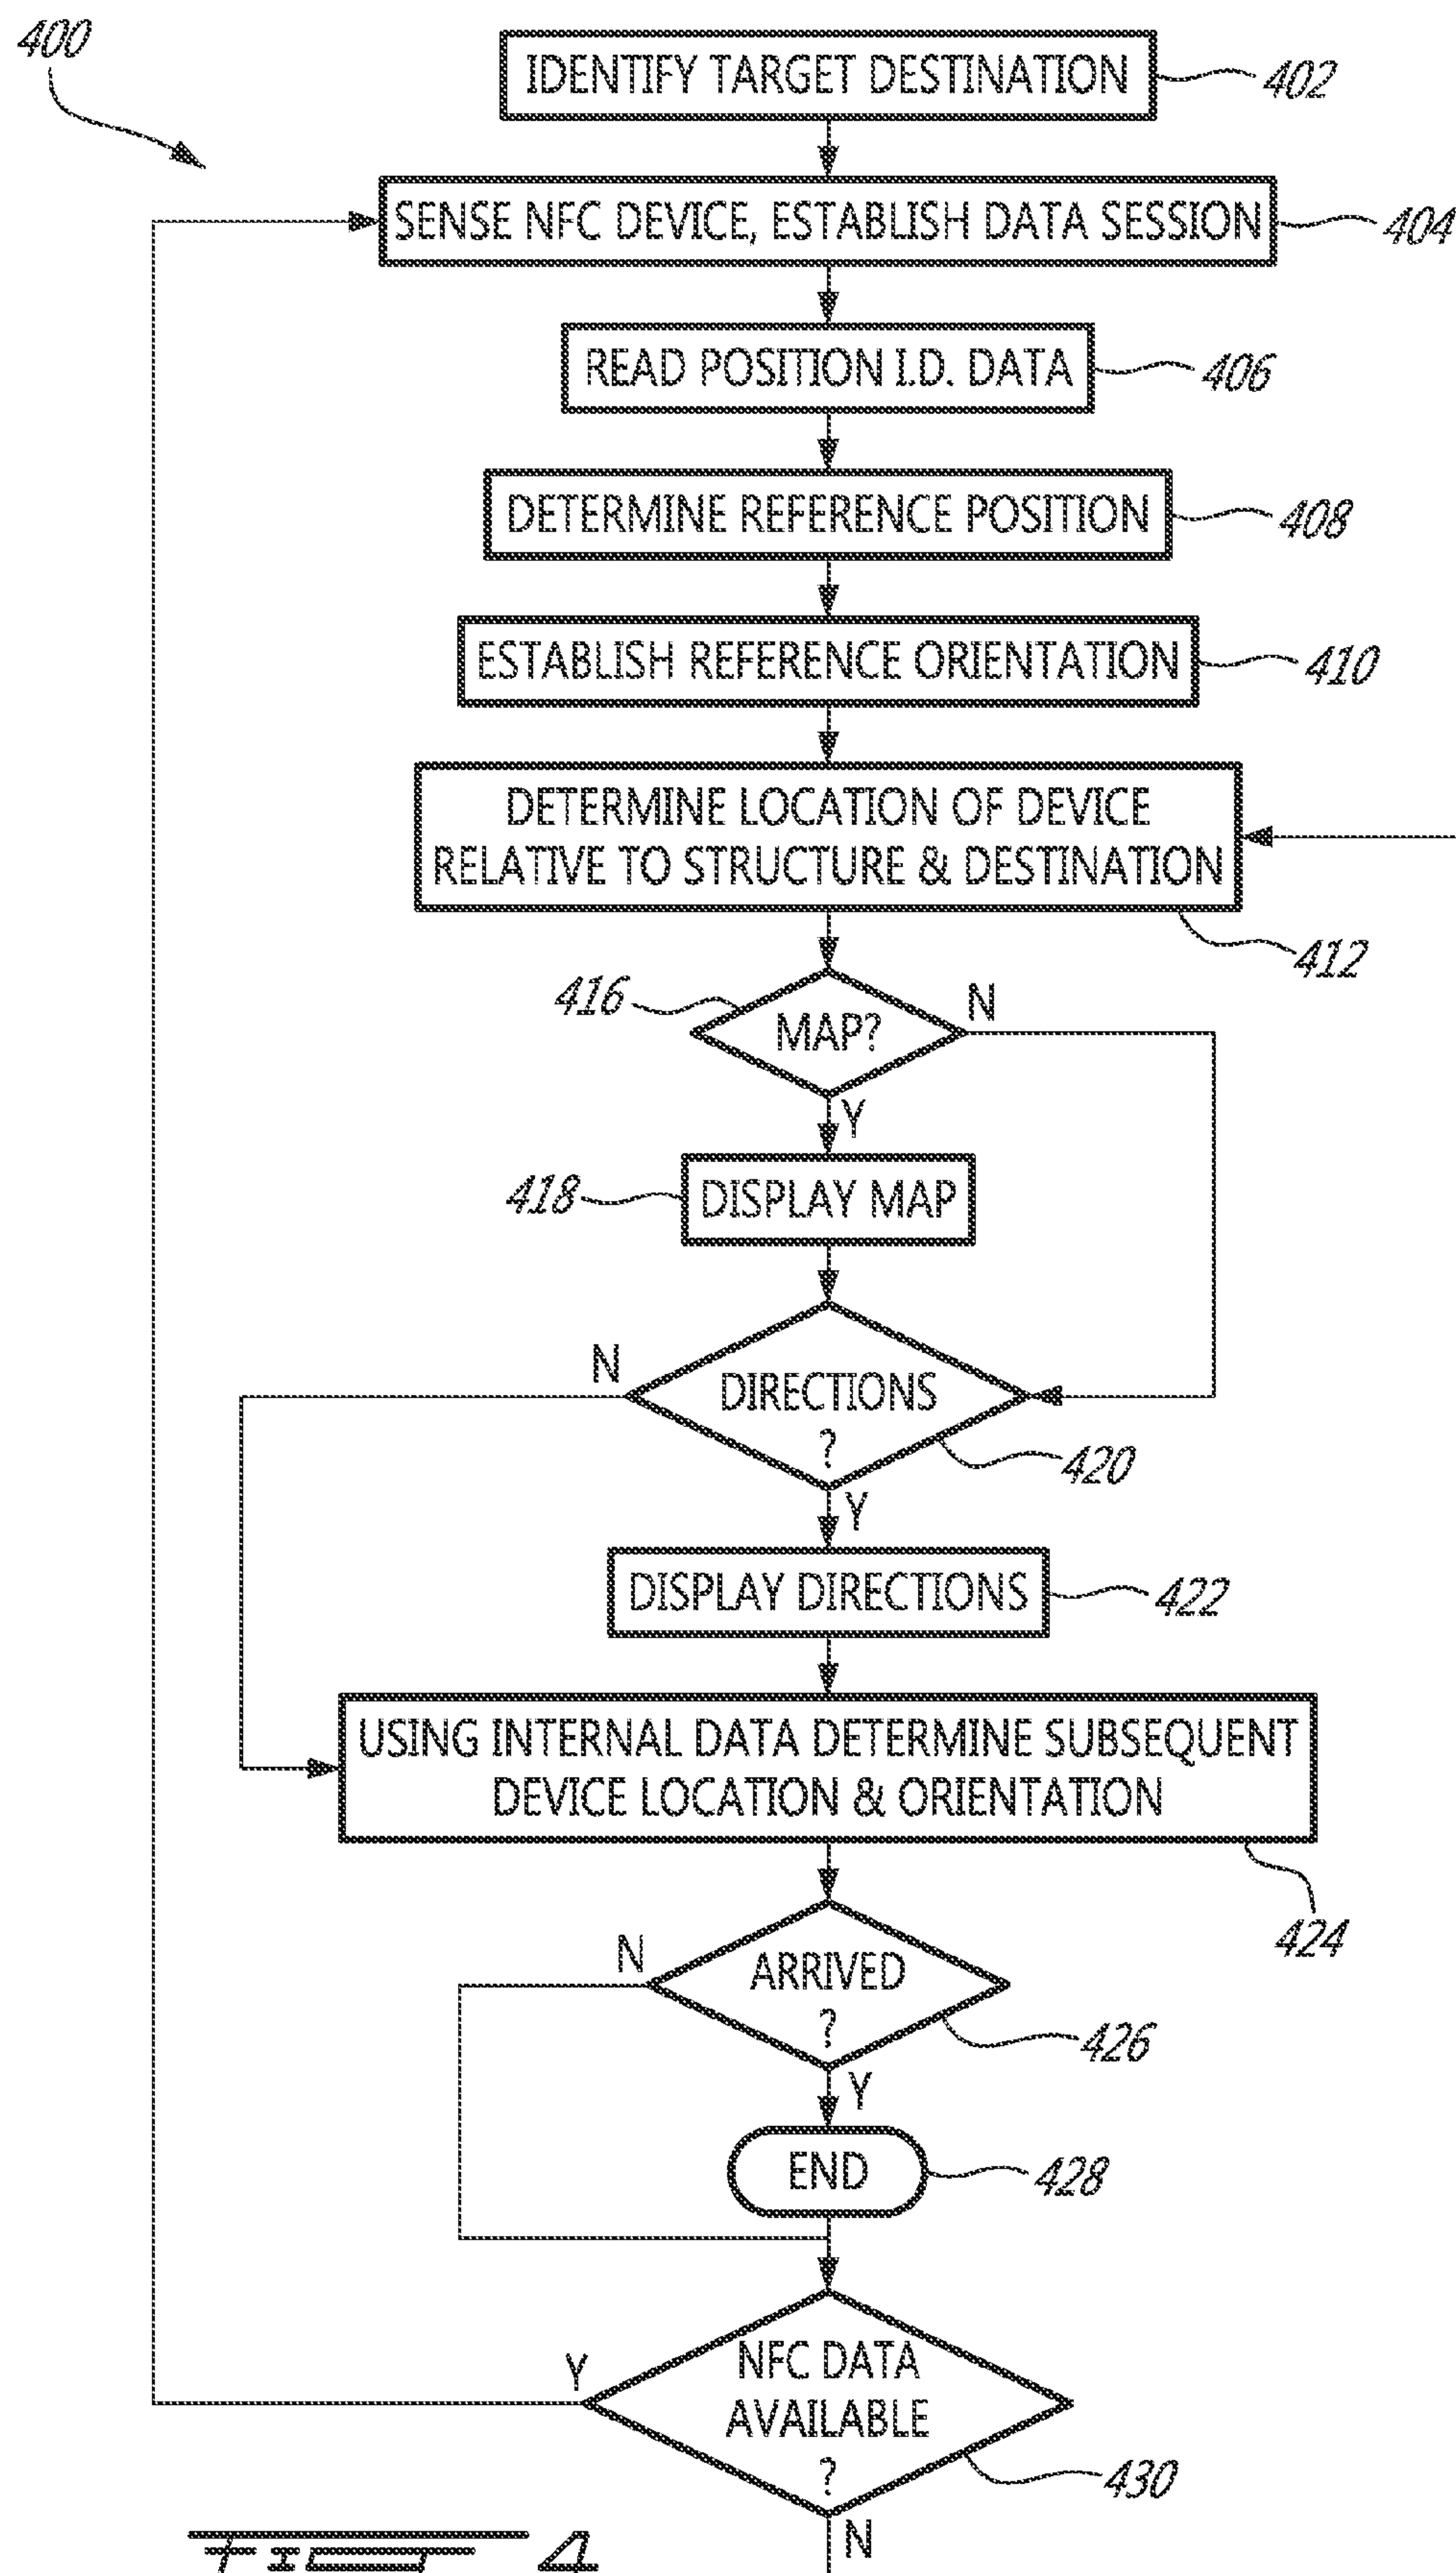 400
IDENTIFY TARGET DESTINATION
402
SENSE NFC DEVICE, ESTABLISH DATA SESSION
404
READ POSITION I.D. DATA
406
DETERMINE REFERENCE POSITION
408
ESTABLISH REFERENCE ORIENTATION
410
DETERMINE LOCATION OF DEVICE
RELATIVE TO STRUCTURE & DESTINATION
412
416
MAP?
N
Y
418
DISPLAY MAP
N
DIRECTIONS
?
420
Y
DISPLAY DIRECTIONS
422
USING INTERNAL DATA DETERMINE SUBSEQUENT
DEVICE LOCATION & ORIENTATION
424
N
ARRIVED
?
426
Y
END
428
Y
NFC DATA
AVAILABLE
?
430
N